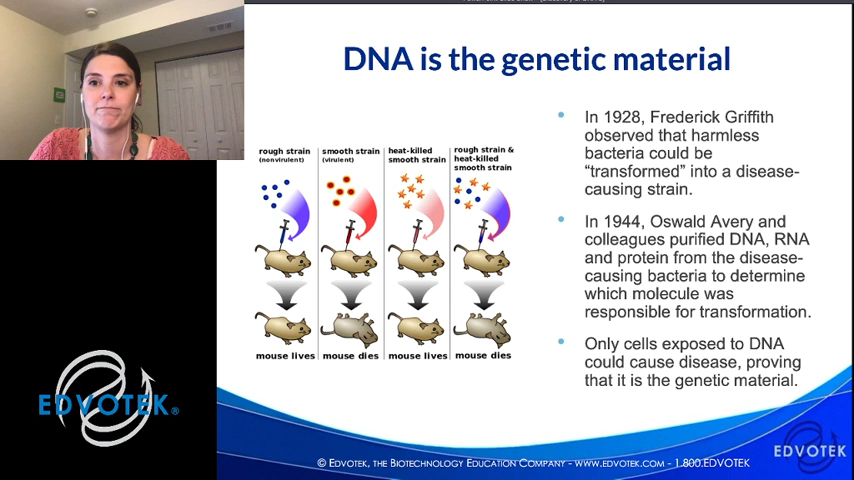 DNA is the genetic material
rough strain
(nonvirulent)
smooth strain
(virulent)
heat-killed
smooth strain
rough strain &
heat-killed
smooth strain
mouse lives
mouse dies
mouse lives
mouse dies
In 1928, Frederick Griffith
observed that harmless
bacteria could be
“transformed” into a disease-
causing strain.
In 1944, Oswald Avery and
colleagues purified DNA, RNA
and protein from the disease-
causing bacteria to determine
which molecule was
responsible for transformation.
Only cells exposed to DNA
could cause disease, proving
that it is the genetic material.
EDVOTEK®
EDVOTEK
© EDVOTEK, THE BIOTECHNOLOGY EDUCATION COMPANY - WWW.EDVOTEK.COM - 1.800.EDVOTEK